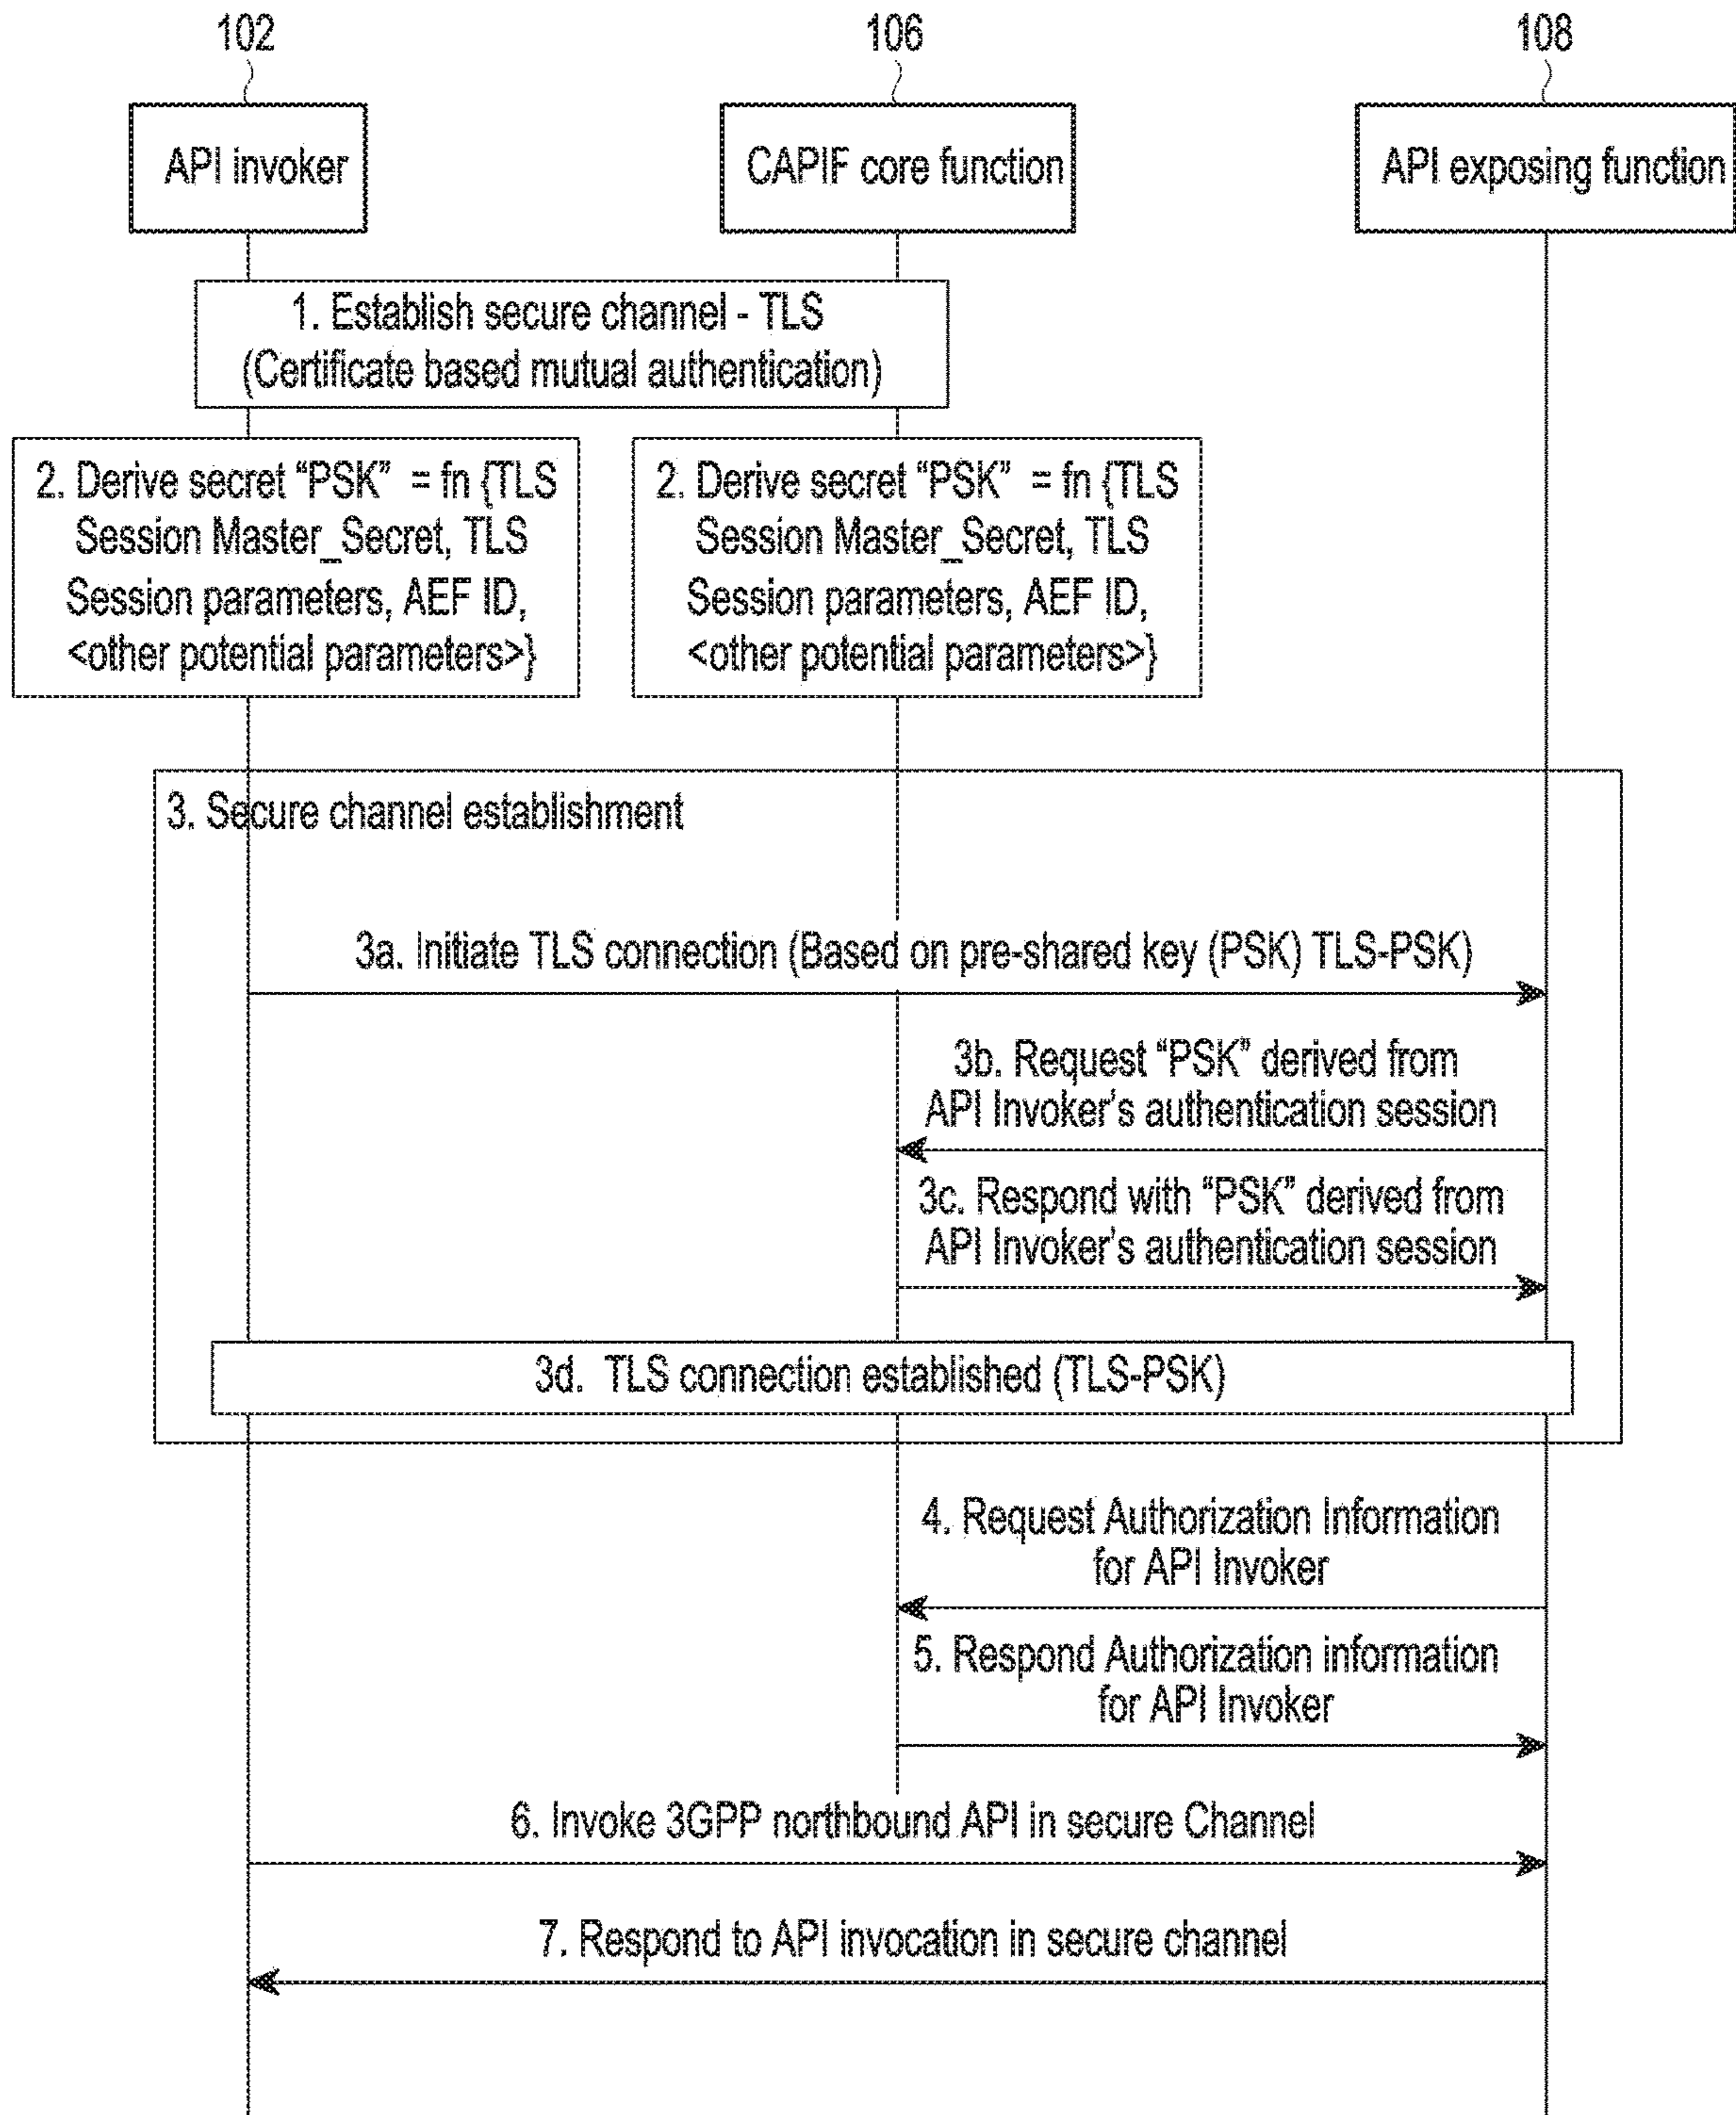 102
106
108
API invoker
CAPIF core function
API exposing function
1. Establish secure channel - TLS
(Certificate based mutual authentication)
2. Derive secret “PSK” = fn {TLS
Session Master_Secret, TLS
Session parameters, AEF ID,
<other potential parameters>}
2. Derive secret “PSK” = fn {TLS
Session Master_Secret, TLS
Session parameters, AEF ID,
<other potential parameters>}
3. Secure channel establishment
3a. Initiate TLS connection (Based on pre-shared key (PSK) TLS-PSK)
3b. Request “PSK” derived from
API Invoker’s authentication session
3c. Respond with “PSK” derived from
API Invoker’s authentication session
3d. TLS connection established (TLS-PSK)
4. Request Authorization Information
for API Invoker
5. Respond Authorization information
for API Invoker
6. Invoke 3GPP northbound API in secure Channel
7. Respond to API invocation in secure channel